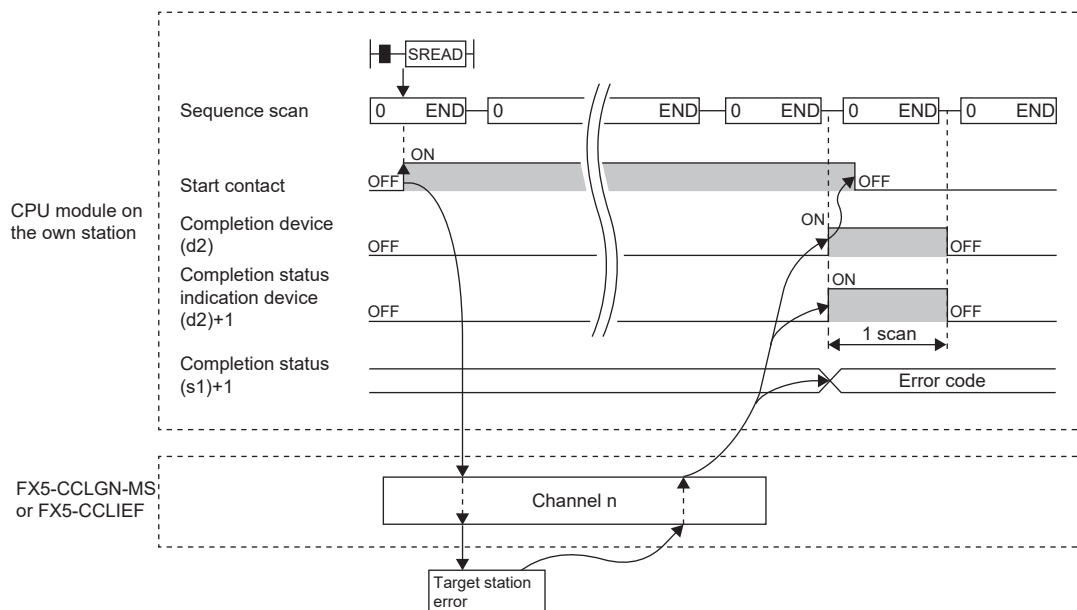 SREAD
Sequence scan
0 END 0 END 0 END 0 END 0 END
ON
Start contact
OFF
OFF
CPU module on
the own station
Completion device
(d2)
ON
OFF
OFF
Completion status
indication device
(d2)+1
ON
OFF
OFF
1 scan
Completion status
(s1)+1
Error code
FX5-CCLGN-MS
or FX5-CCLIEF
Channel n
Target station
error